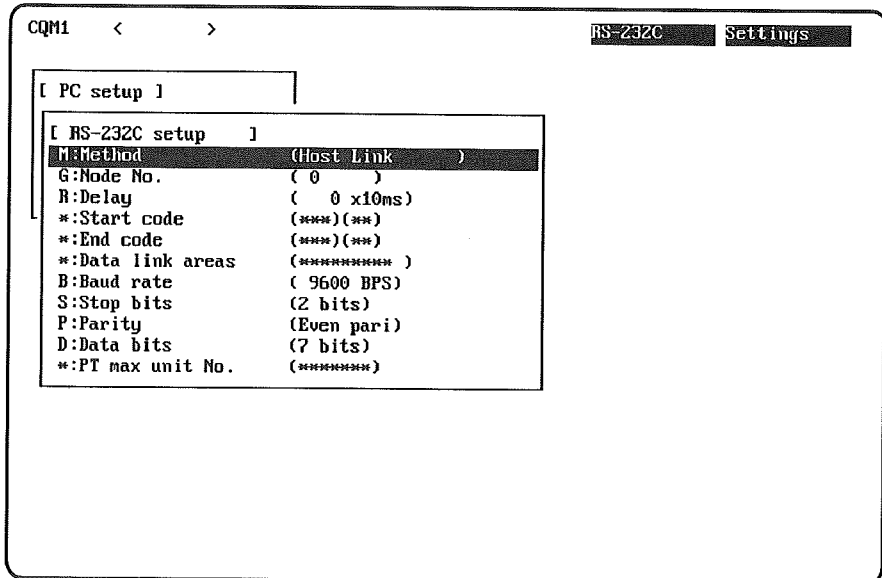 CQM1 < > RS-232C Settings
[ PC setup ]
[ RS-232C setup ]
M:Method (Host Link )
G:Node No. ( 0 )
R:Delay ( 0 x10ms)
*:Start code (***)(**)
*:End code (***)(**)
*:Data link areas (********* )
B:Baud rate ( 9600 BPS)
S:Stop bits (2 bits)
P:Parity (Even pari)
D:Data bits (7 bits)
*:PT max unit No. (*******)